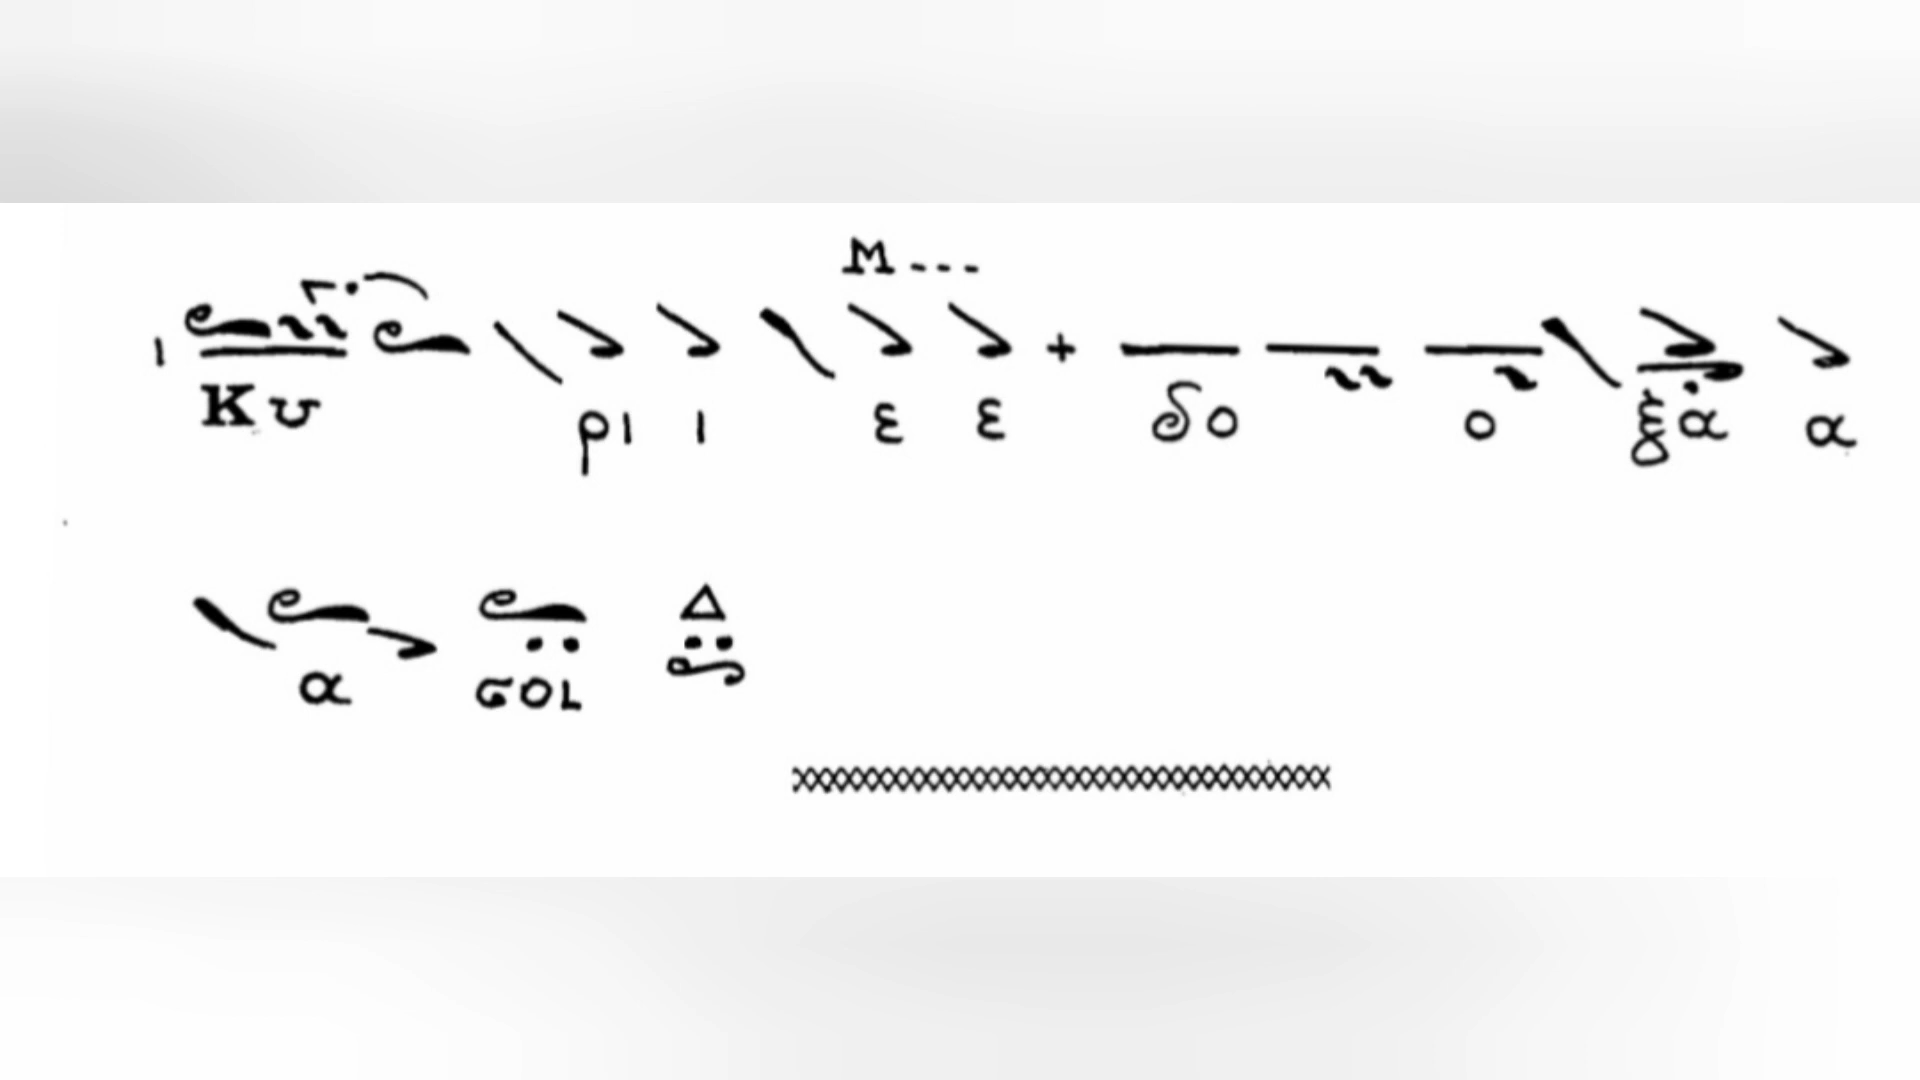 Μ---
Κυ ρι ι ε ε + δο ο ξα α
α σοι Δ